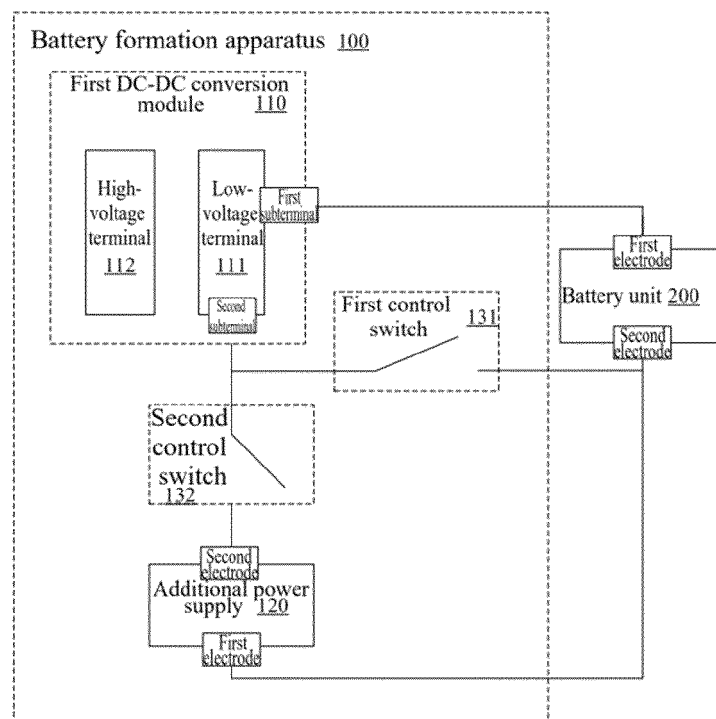 Battery formation apparatus 100
First DC-DC conversion
module 110
High-
voltage
terminal
112
Low-
voltage
terminal
111
First
subterminal
Second
subterminal
First control
switch 131
First
electrode
Battery unit 200
Second
electrode
Second
control
switch
132
Second
electrode
Additional power
supply 120
First
electrode